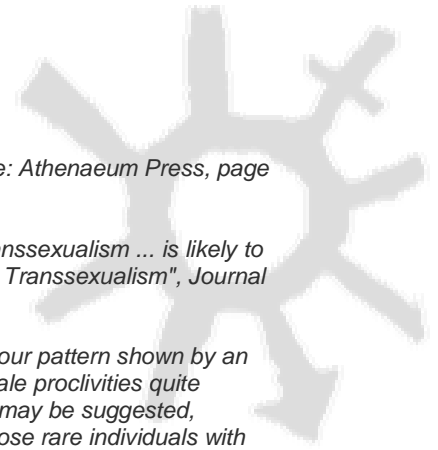 e: Athenaeum Press, page
nssexualism ... is likely to
Transsexualism", Journal
our pattern shown by an
ale proclivities quite
may be suggested,
ose rare individuals with